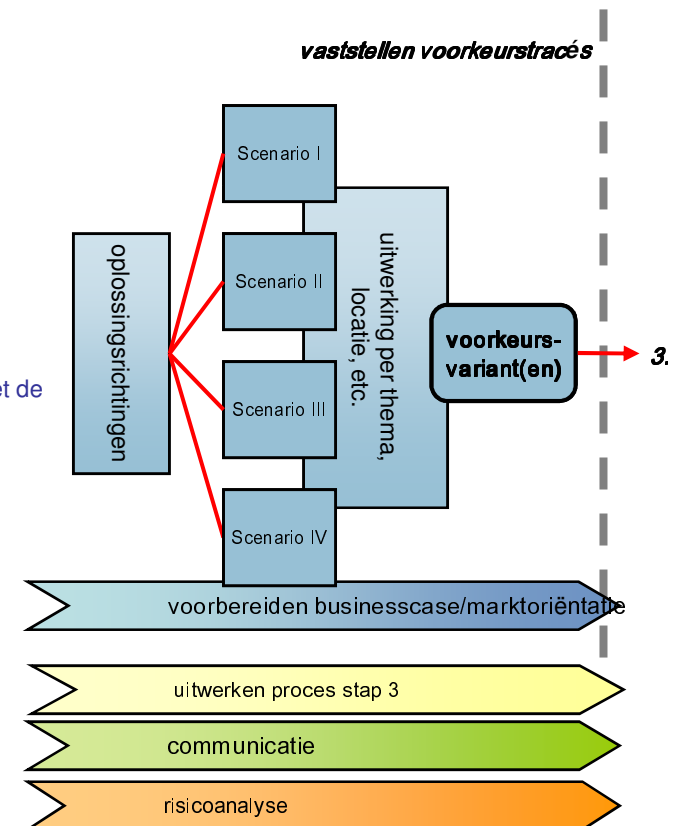 vaststellen voorkeurstracés
Scenario I
Scenario II
Scenario III
Scenario IV
oplossingsrichtingen
uitwerking per thema,
locatie, etc.
voorkeurs-
variant(en)
3.
et de
voorbereiden businesscase/marktoriëntatie
uitwerken proces stap 3
communicatie
risicoanalyse